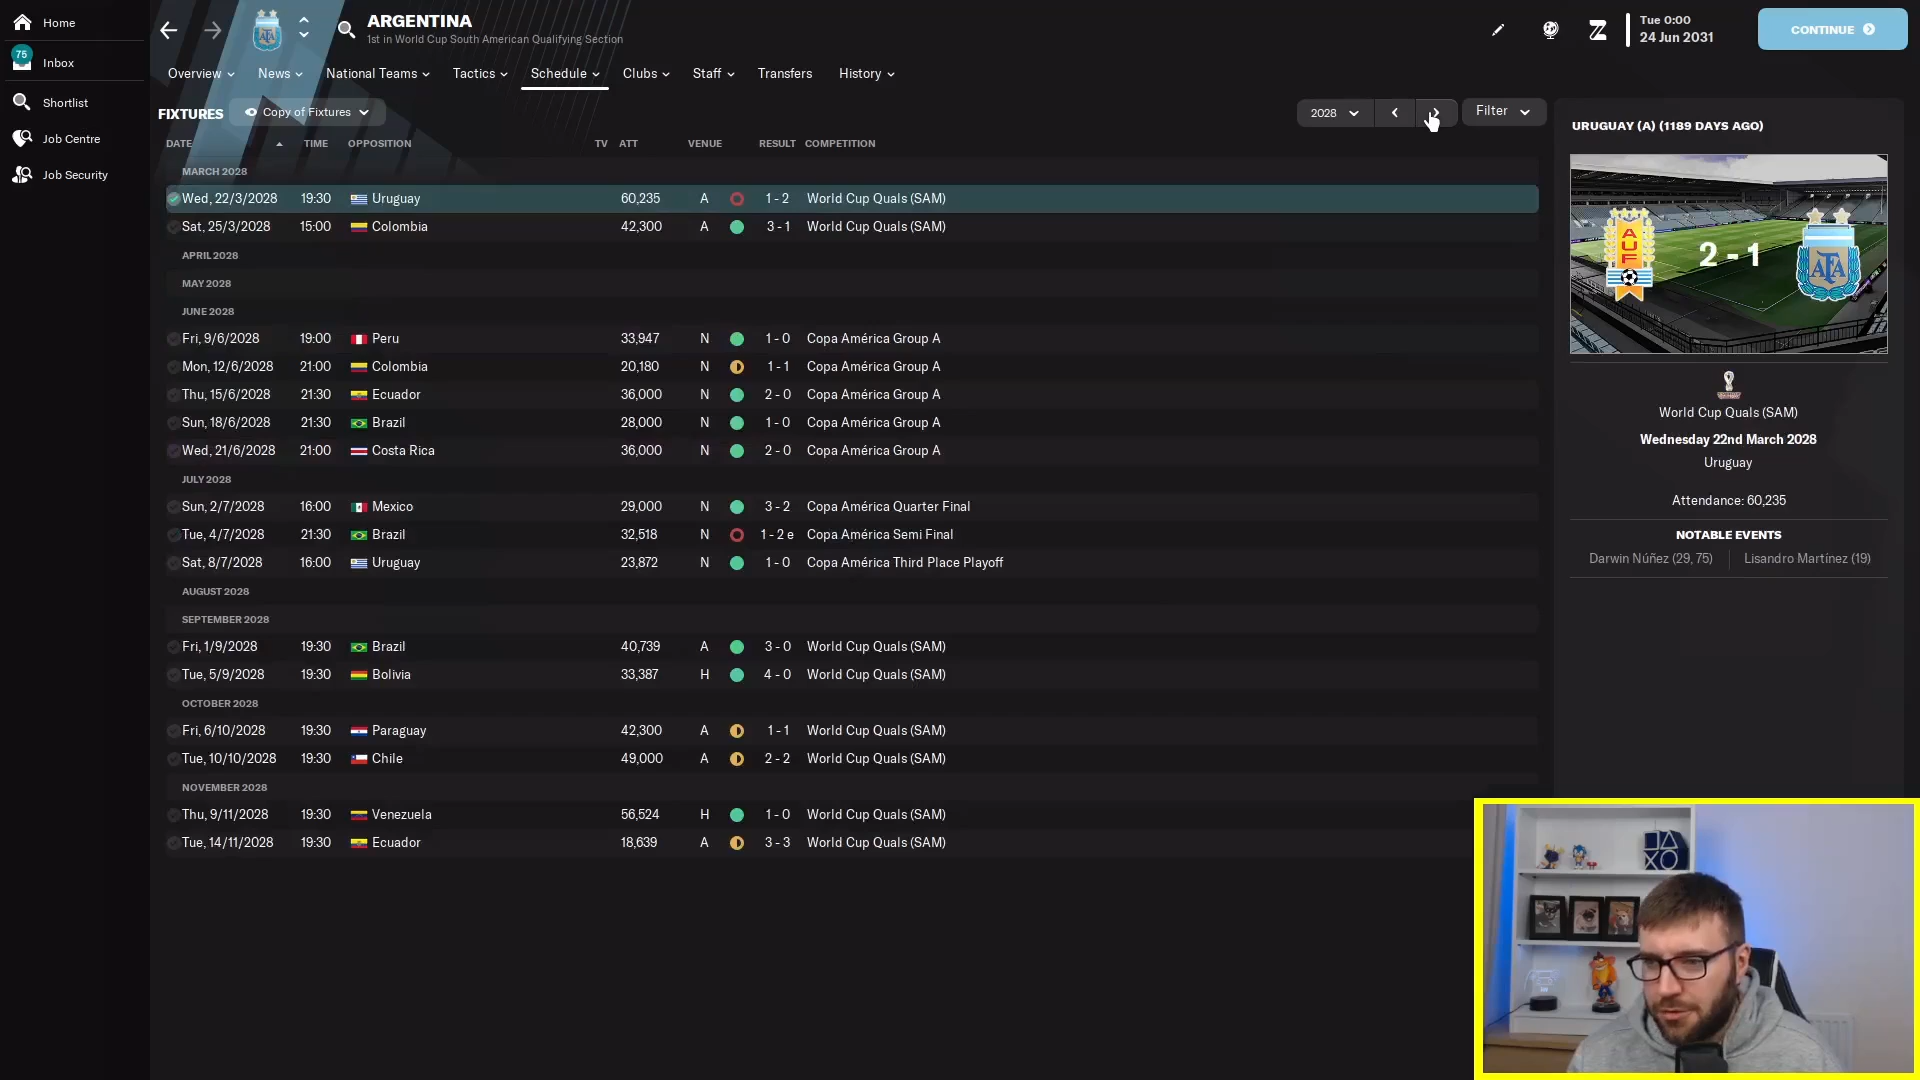 Home
75
Inbox
Shortlist
Job Centre
Job Security
ARGENTINA
1st in World Cup South American Qualifying Section
Tue 0:00
24 Jun 2031
CONTINUE
Overview
News
National Teams
Tactics
Schedule
Clubs
Staff
Transfers
History
FIXTURES
Copy of Fixtures
2028
Filter
DATE TIME OPPOSITION TV ATT VENUE RESULT COMPETITION
MARCH 2028
Wed, 22/3/2028 19:30 Uruguay 60,235 A 1 - 2 World Cup Quals (SAM)
Sat, 25/3/2028 15:00 Colombia 42,300 A 3 - 1 World Cup Quals (SAM)
APRIL 2028
MAY 2028
JUNE 2028
Fri, 9/6/2028 19:00 Peru 33,947 N 1 - 0 Copa América Group A
Mon, 12/6/2028 21:00 Colombia 20,180 N 1 - 1 Copa América Group A
Thu, 15/6/2028 21:30 Ecuador 36,000 N 2 - 0 Copa América Group A
Sun, 18/6/2028 21:30 Brazil 28,000 N 1 - 0 Copa América Group A
Wed, 21/6/2028 21:00 Costa Rica 36,000 N 2 - 0 Copa América Group A
JULY 2028
Sun, 2/7/2028 16:00 Mexico 29,000 N 3 - 2 Copa América Quarter Final
Tue, 4/7/2028 21:30 Brazil 32,518 N 1 - 2 e Copa América Semi Final
Sat, 8/7/2028 16:00 Uruguay 23,872 N 1 - 0 Copa América Third Place Playoff
AUGUST 2028
SEPTEMBER 2028
Fri, 1/9/2028 19:30 Brazil 40,739 A 3 - 0 World Cup Quals (SAM)
Tue, 5/9/2028 19:30 Bolivia 33,387 H 4 - 0 World Cup Quals (SAM)
OCTOBER 2028
Fri, 6/10/2028 19:30 Paraguay 42,300 A 1 - 1 World Cup Quals (SAM)
Tue, 10/10/2028 19:30 Chile 49,000 A 2 - 2 World Cup Quals (SAM)
NOVEMBER 2028
Thu, 9/11/2028 19:30 Venezuela 56,524 H 1 - 0 World Cup Quals (SAM)
Tue, 14/11/2028 19:30 Ecuador 18,639 A 3 - 3 World Cup Quals (SAM)
URUGUAY (A) (1189 DAYS AGO)
AUF
2 - 1
AFA
World Cup Quals (SAM)
Wednesday 22nd March 2028
Uruguay
Attendance: 60,235
NOTABLE EVENTS
Darwin Núñez (29, 75)
Lisandro Martínez (19)